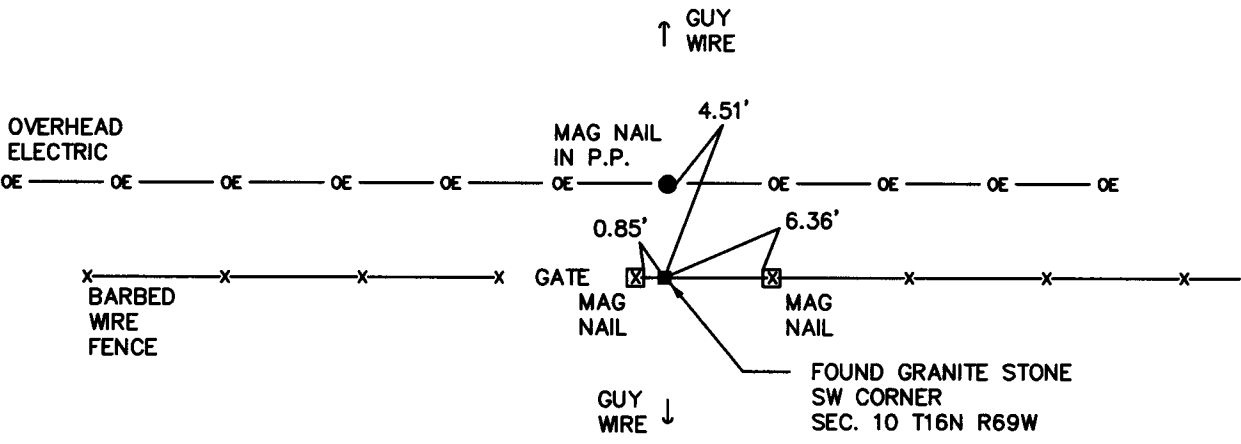 ↑ GUY
WIRE
4.51'
OVERHEAD
ELECTRIC
MAG NAIL
IN P.P.
OE OE OE OE OE OE OE OE OE OE
0.85'
6.36'
X X X X GATE X X X X X
BARBED
WIRE
FENCE
MAG
NAIL
MAG
NAIL
FOUND GRANITE STONE
SW CORNER
SEC. 10 T16N R69W
GUY
WIRE ↓